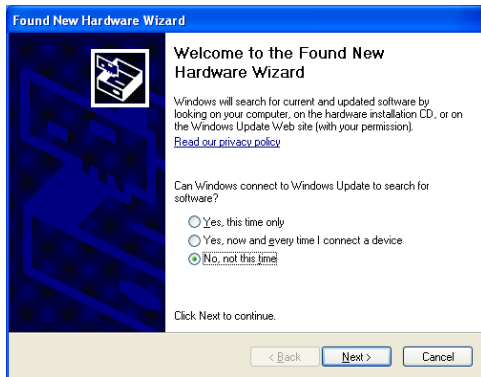 Found New Hardware Wizard
Welcome to the Found New
Hardware Wizard
Windows will search for current and updated software by
looking on your computer, on the hardware installation CD, or on
the Windows Update Web site (with your permission).
Read our privacy policy
Can Windows connect to Windows Update to search for
software?
Yes, this time only
Yes, now and every time I connect a device
No, not this time
Click Next to continue.
< Back
Next >
Cancel